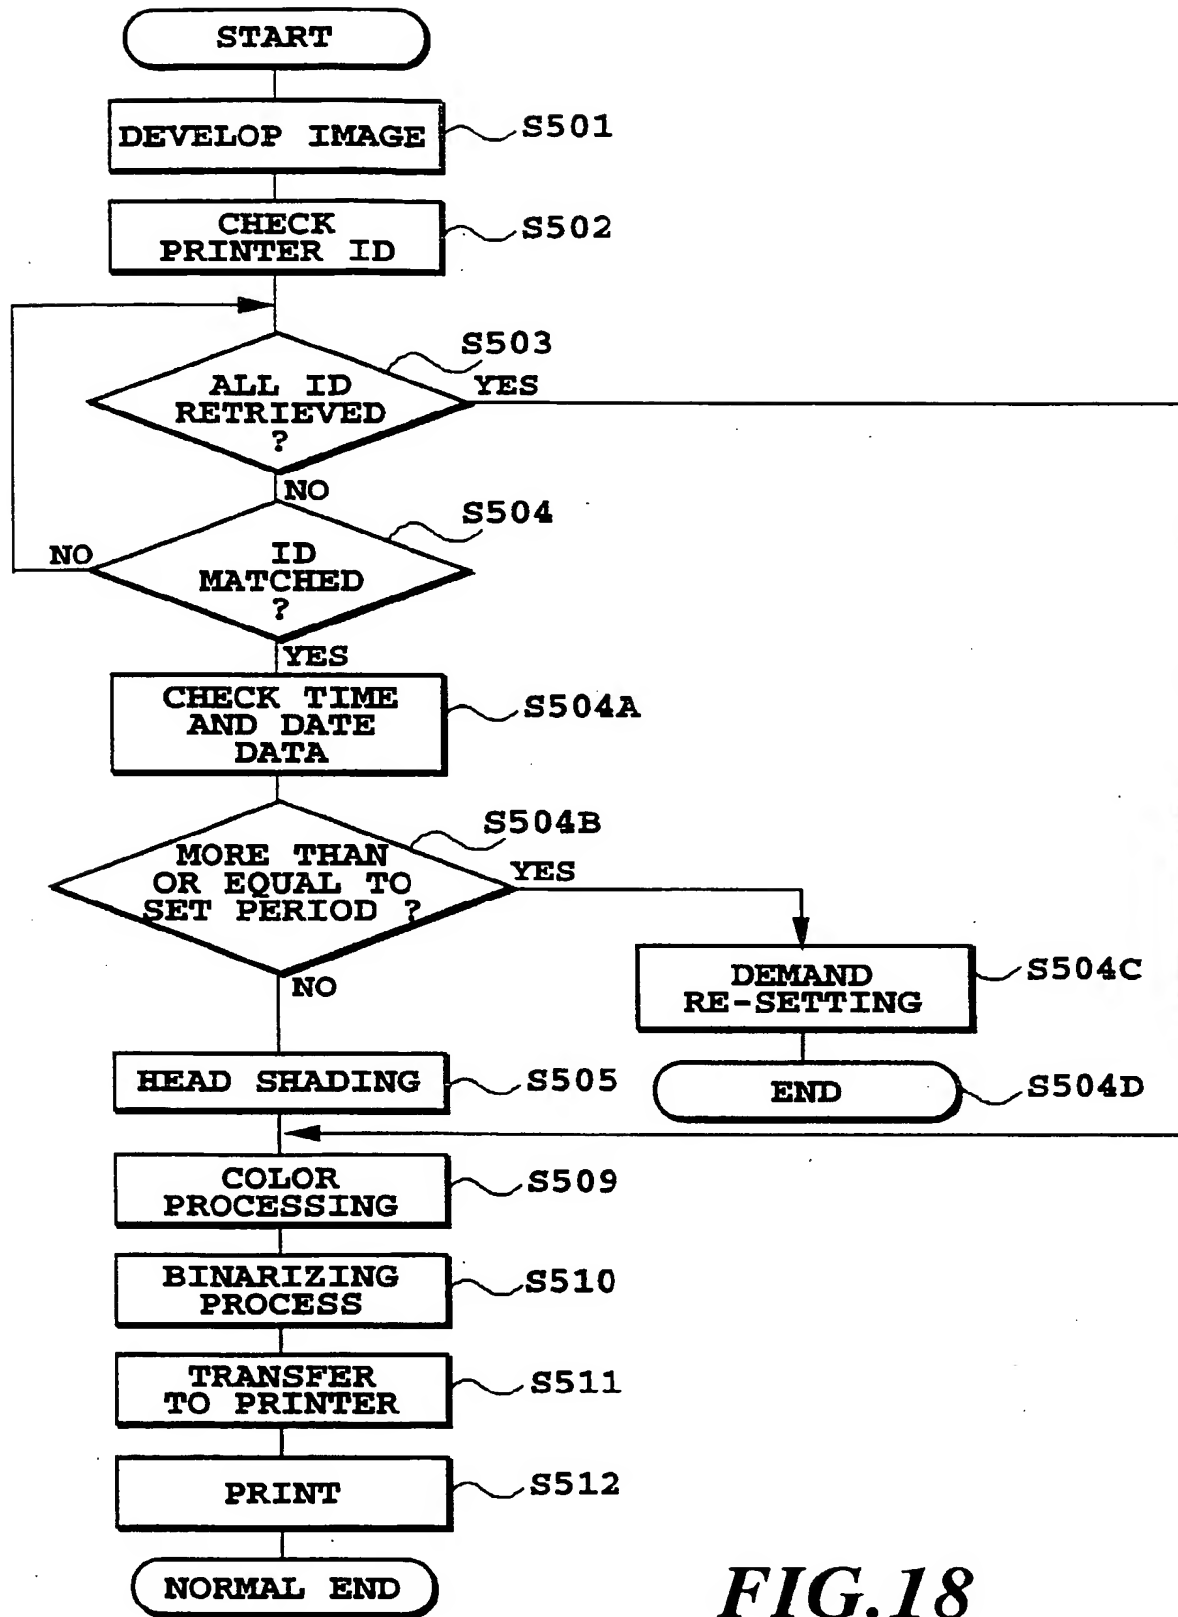 START
DEVELOP IMAGE
S501
CHECK
PRINTER ID
S502
S503
ALL ID
RETRIEVED
?
YES
NO
S504
ID
MATCHED
?
NO
YES
CHECK TIME
AND DATE
DATA
S504A
S504B
MORE THAN
OR EQUAL TO
SET PERIOD ?
YES
NO
DEMAND
RE-SETTING
S504C
HEAD SHADING
S505
END
S504D
COLOR
PROCESSING
S509
BINARIZING
PROCESS
S510
TRANSFER
TO PRINTER
S511
PRINT
S512
NORMAL END
FIG.18